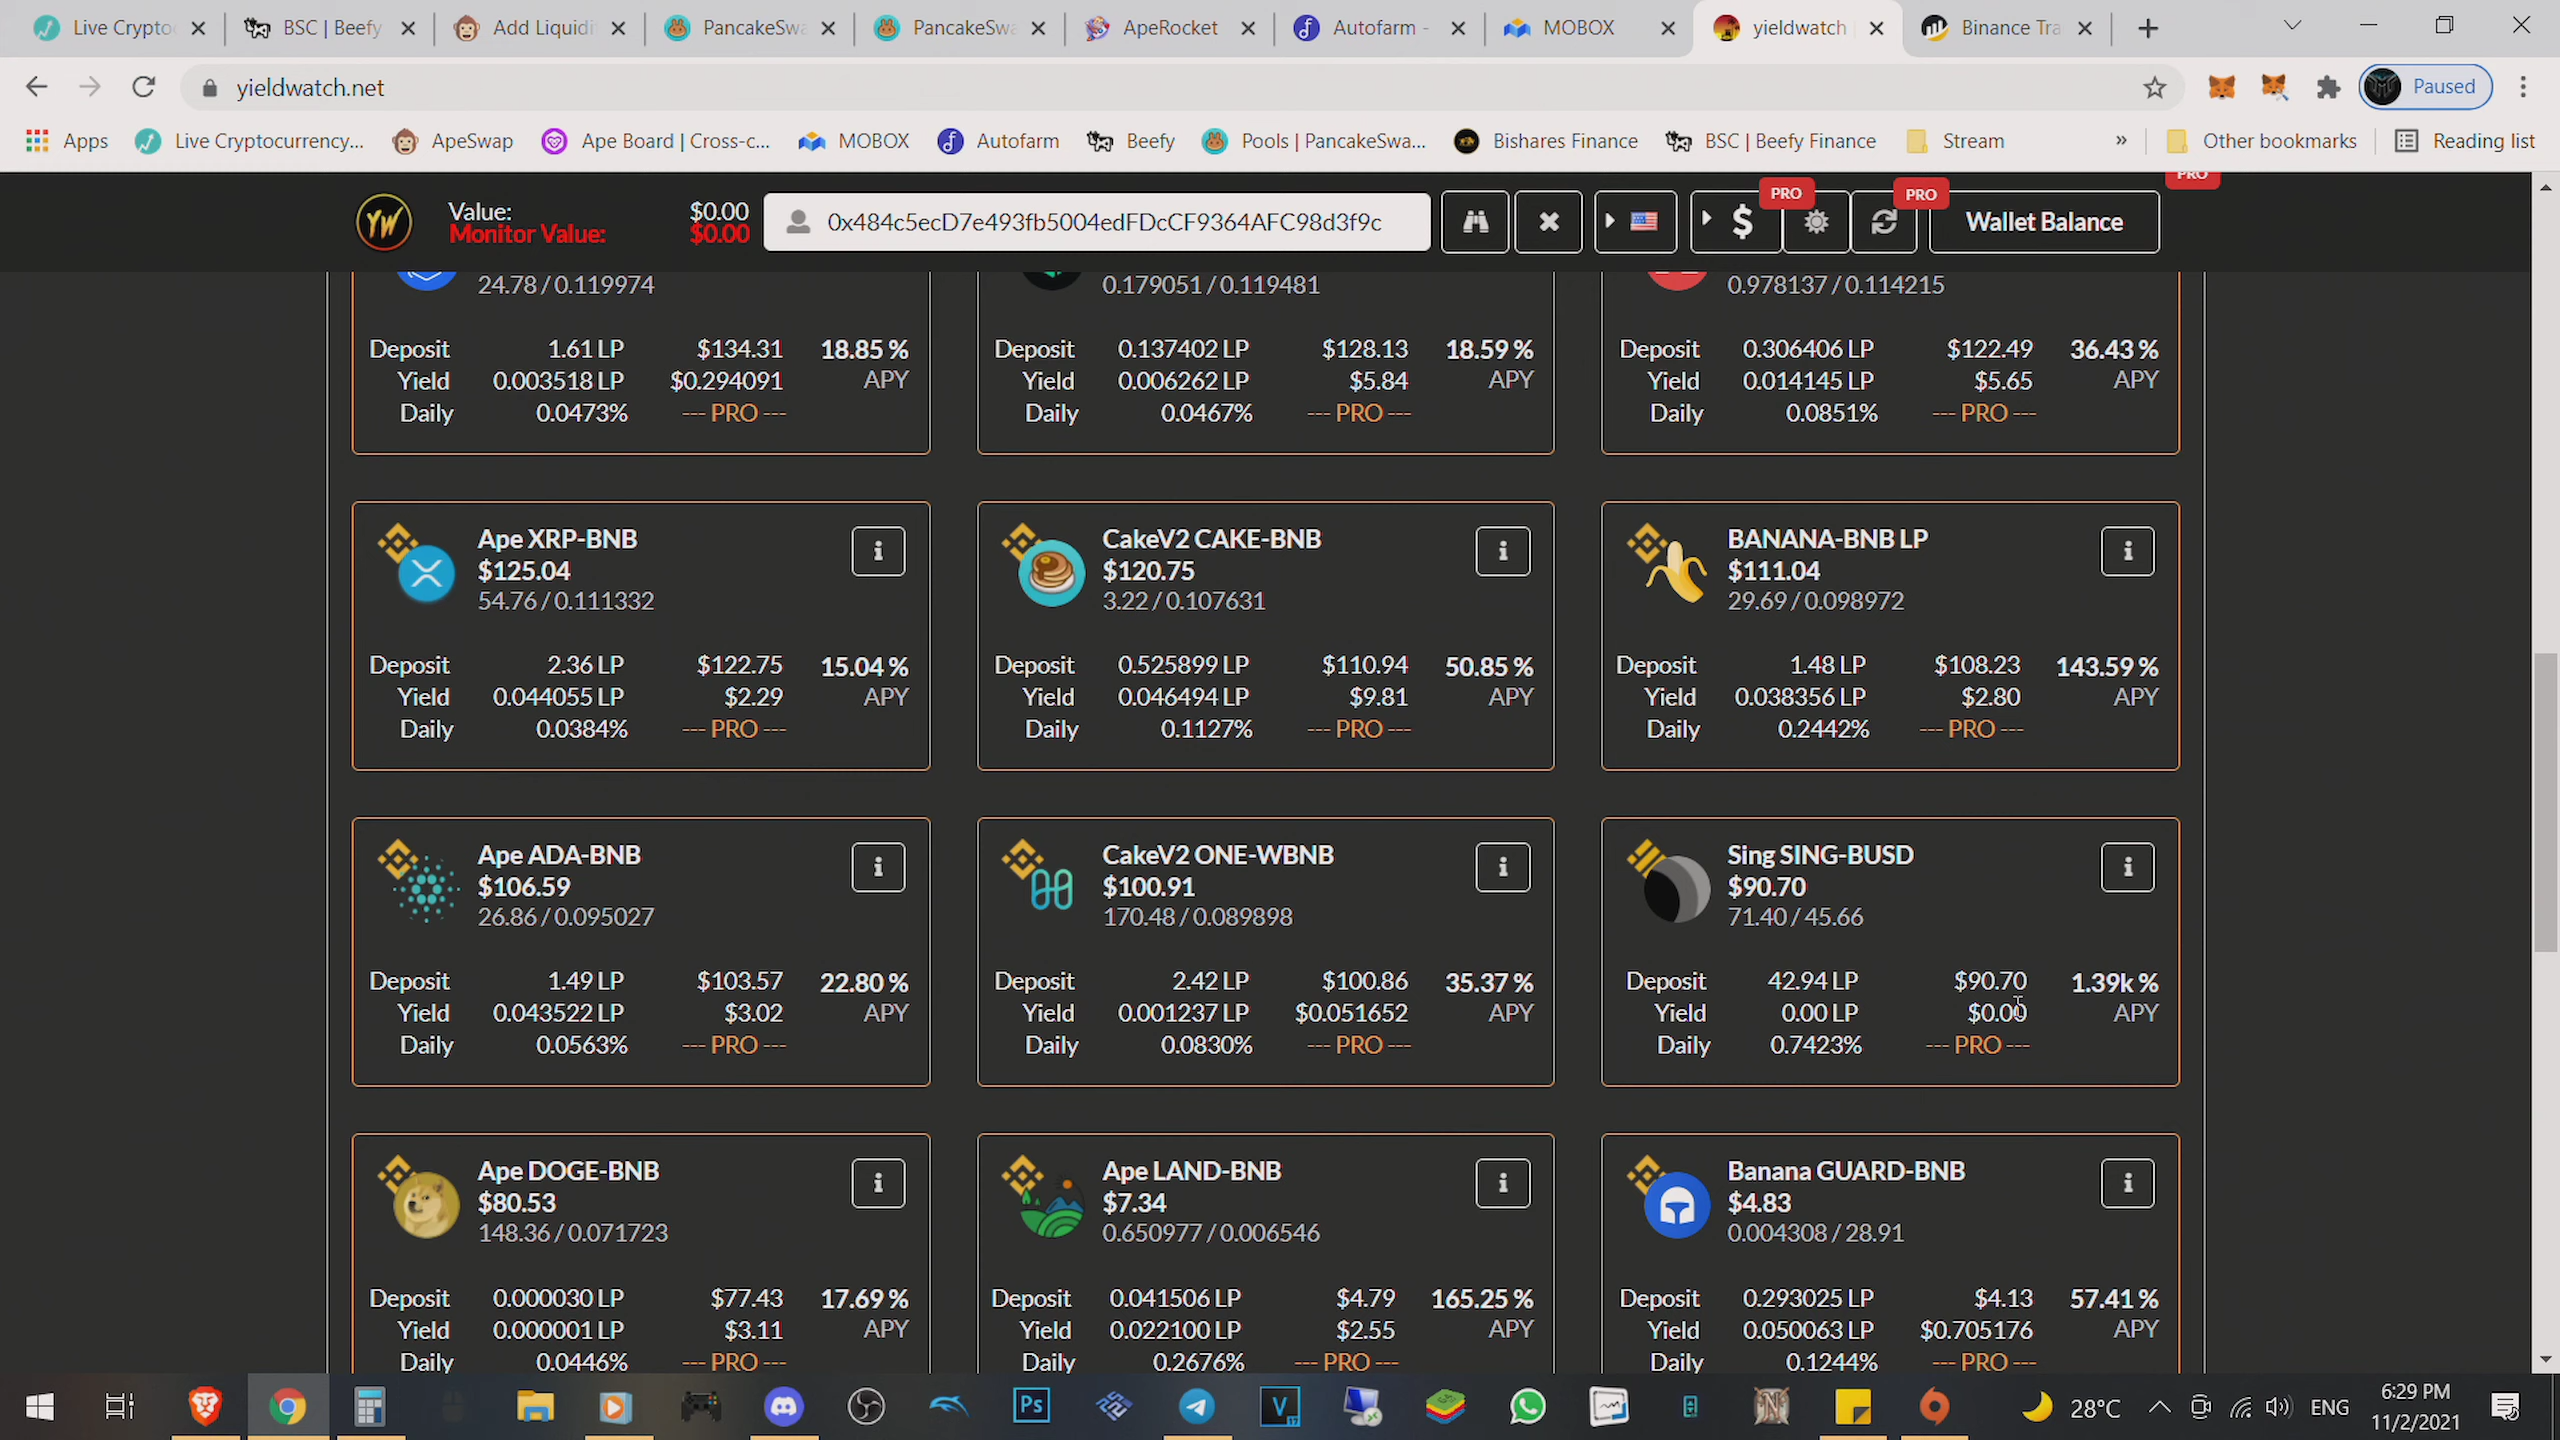 Live Crypto
BSC | Beefy
Add Liquidi
PancakeSwa
PancakeSwa
ApeRocket
Autofarm -
MOBOX
yieldwatch
Binance Tra
yieldwatch.net
Paused
Apps
Live Cryptocurrency...
ApeSwap
Ape Board | Cross-c...
MOBOX
Autofarm
Beefy
Pools | PancakeSwa...
Bishares Finance
BSC | Beefy Finance
Stream
»
Other bookmarks
Reading list
YW
Value: $0.00
Monitor Value: $0.00
0x484c5ecD7e493fb5004edFDcCF9364AFC98d3f9c
$
PRO
PRO
PRO
Wallet Balance
24.78 / 0.119974
Deposit 1.61 LP $134.31 18.85 %
Yield 0.003518 LP $0.294091 APY
Daily 0.0473% --- PRO ---
0.179051 / 0.119481
Deposit 0.137402 LP $128.13 18.59 %
Yield 0.006262 LP $5.84 APY
Daily 0.0467% --- PRO ---
0.978137 / 0.114215
Deposit 0.306406 LP $122.49 36.43 %
Yield 0.014145 LP $5.65 APY
Daily 0.0851% --- PRO ---
Ape XRP-BNB
$125.04
54.76 / 0.111332
Deposit 2.36 LP $122.75 15.04 %
Yield 0.044055 LP $2.29 APY
Daily 0.0384% --- PRO ---
CakeV2 CAKE-BNB
$120.75
3.22 / 0.107631
Deposit 0.525899 LP $110.94 50.85 %
Yield 0.046494 LP $9.81 APY
Daily 0.1127% --- PRO ---
BANANA-BNB LP
$111.04
29.69 / 0.098972
Deposit 1.48 LP $108.23 143.59 %
Yield 0.038356 LP $2.80 APY
Daily 0.2442% --- PRO ---
Ape ADA-BNB
$106.59
26.86 / 0.095027
Deposit 1.49 LP $103.57 22.80 %
Yield 0.043522 LP $3.02 APY
Daily 0.0563% --- PRO ---
CakeV2 ONE-WBNB
$100.91
170.48 / 0.089898
Deposit 2.42 LP $100.86 35.37 %
Yield 0.001237 LP $0.051652 APY
Daily 0.0830% --- PRO ---
Sing SING-BUSD
$90.70
71.40 / 45.66
Deposit 42.94 LP $90.70 1.39k %
Yield 0.00 LP $0.00 APY
Daily 0.7423% --- PRO ---
Ape DOGE-BNB
$80.53
148.36 / 0.071723
Deposit 0.000030 LP $77.43 17.69 %
Yield 0.000001 LP $3.11 APY
Daily 0.0446% --- PRO ---
Ape LAND-BNB
$7.34
0.650977 / 0.006546
Deposit 0.041506 LP $4.79 165.25 %
Yield 0.022100 LP $2.55 APY
Daily 0.2676% --- PRO ---
Banana GUARD-BNB
$4.83
0.004308 / 28.91
Deposit 0.293025 LP $4.13 57.41 %
Yield 0.050063 LP $0.705176 APY
Daily 0.1244% --- PRO ---
Ps
V
17
28°C
ENG
6:29 PM
11/2/2021